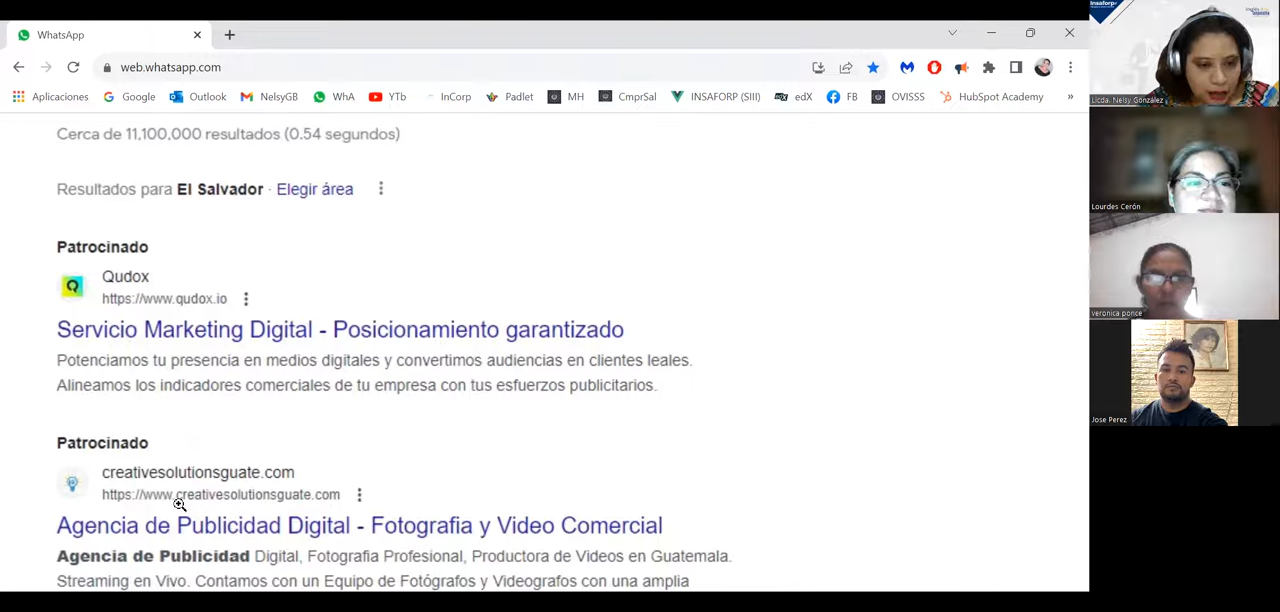 WhatsApp
web.whatsapp.com
Aplicaciones Google Outlook NelsyGB WhA YTb InCorp Padlet MH CmprSal INSAFORP (SIII) edX FB OVISSS HubSpot Academy »
Cerca de 11,100,000 resultados (0.54 segundos)
Resultados para El Salvador · Elegir área
Patrocinado
Qudox
https://www.qudox.io
Servicio Marketing Digital - Posicionamiento garantizado
Potenciamos tu presencia en medios digitales y convertimos audiencias en clientes leales.
Alineamos los indicadores comerciales de tu empresa con tus esfuerzos publicitarios.
Patrocinado
creativesolutionsguate.com
https://www.creativesolutionsguate.com
Agencia de Publicidad Digital - Fotografia y Video Comercial
Agencia de Publicidad Digital, Fotografia Profesional, Productora de Videos en Guatemala.
Streaming en Vivo. Contamos con un Equipo de Fotógrafos y Videografos con una amplia
Insaforp
Licda. Nelsy González
Lourdes Cerón
veronica ponce
Jose Perez